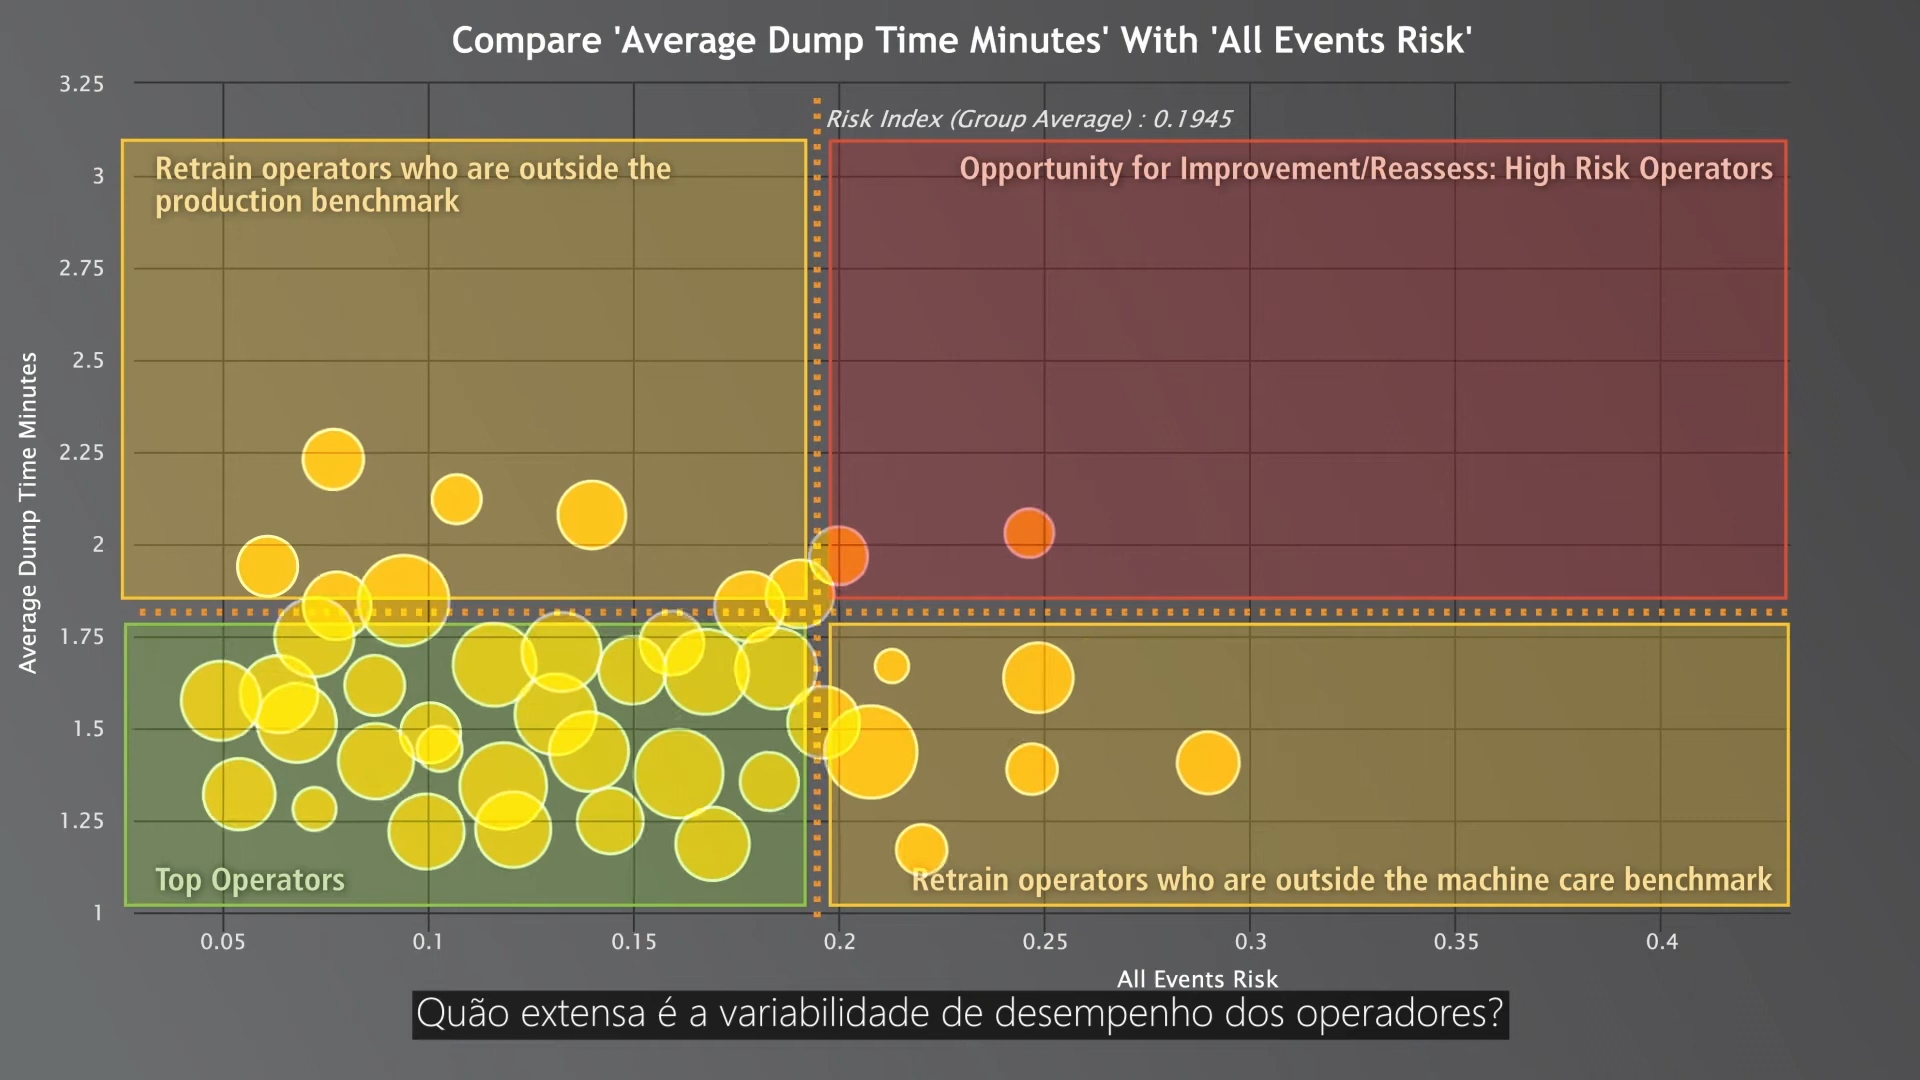 Compare 'Average Dump Time Minutes' With 'All Events Risk'
3.25
Risk Index (Group Average) : 0.1945
Retrain operators who are outside the
production benchmark
Opportunity for Improvement/Reassess: High Risk Operators
3
2.75
2.5
2.25
2
1.75
1.5
1.25
1
Average Dump Time Minutes
Top Operators
Retrain operators who are outside the machine care benchmark
0.05
0.1
0.15
0.2
0.25
0.3
0.35
0.4
All Events Risk
Quão extensa é a variabilidade de desempenho dos operadores?